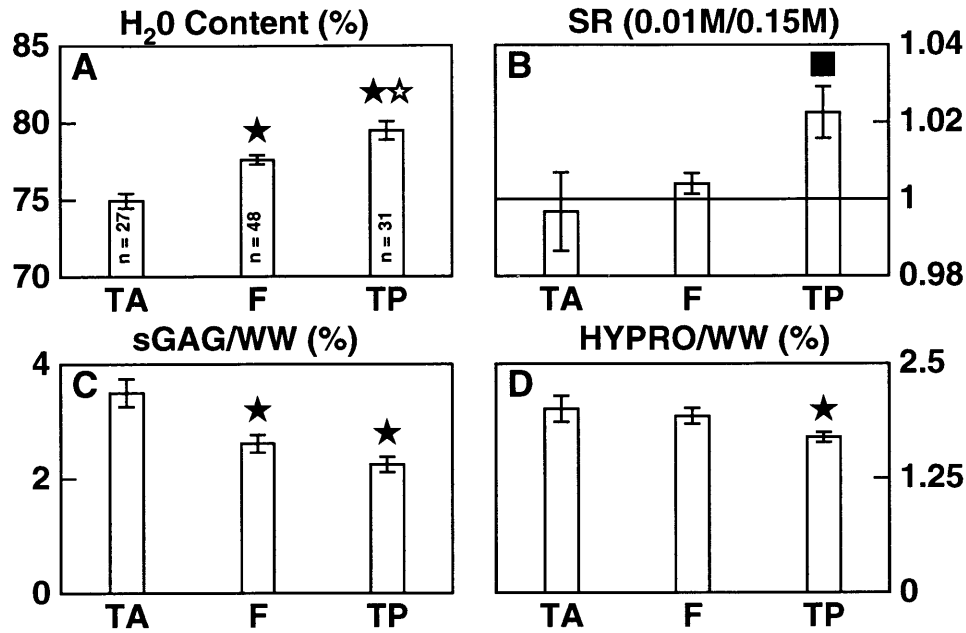 H20 Content (%)
85
A
80
75
n = 27
n = 48
n = 31
70
TA F TP
SR (0.01M/0.15M)
1.04
B
1.02
1
0.98
TA F TP
sGAG/WW (%)
4
C
2
0
TA F TP
HYPRO/WW (%)
2.5
D
1.25
0
TA F TP